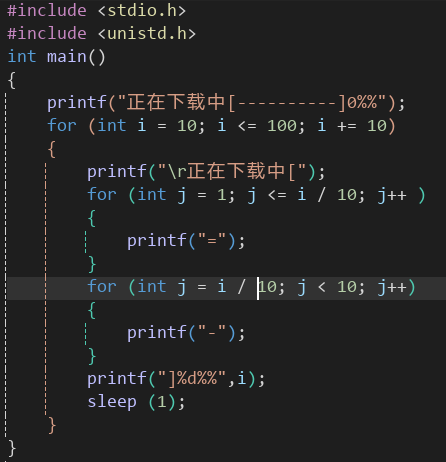 #include <stdio.h>
#include <unistd.h>
int main()
{
    printf("正在下载中[----------]0%%");
    for (int i = 10; i <= 100; i += 10)
    {
        printf("\r正在下载中[");
        for (int j = 1; j <= i / 10; j++ )
        {
            printf("=");
        }
        for (int j = i / 10; j < 10; j++)
        {
            printf("-");
        }
        printf("]%d%%",i);
        sleep (1);
    }
}